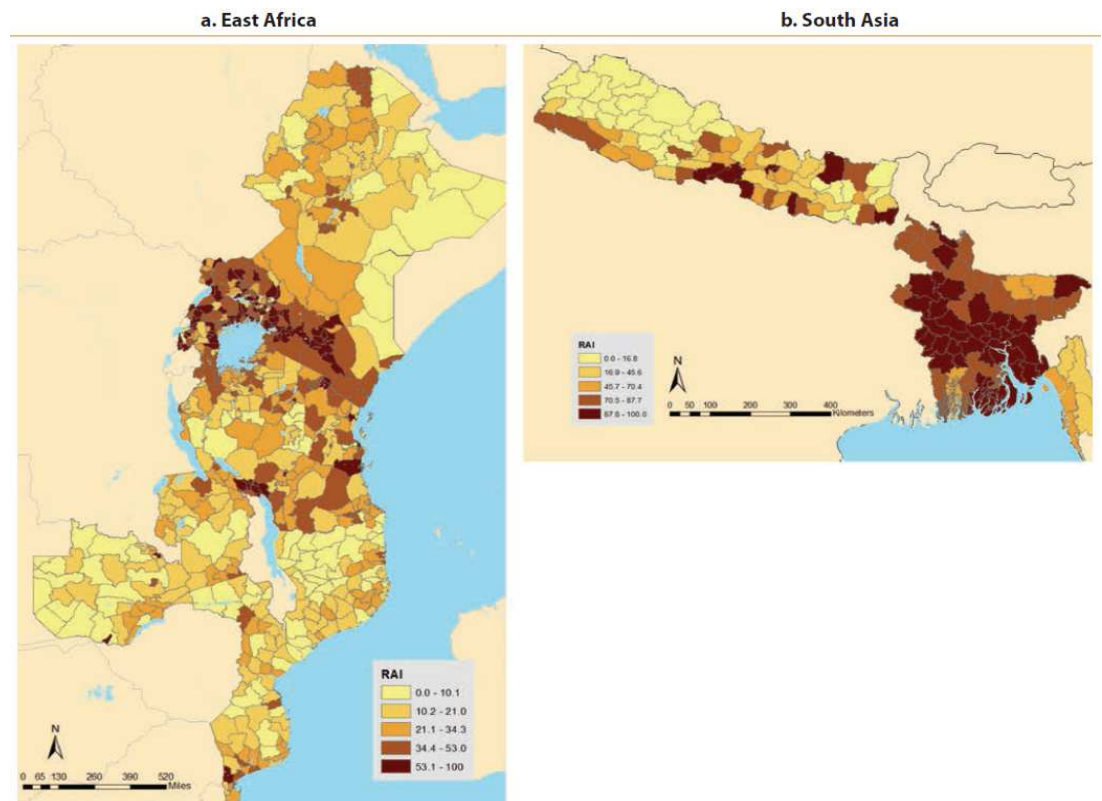 a. East Africa
b. South Asia
RAI
0.0 - 10.1
10.2 - 21.0
21.1 - 34.3
34.4 - 53.0
53.1 - 100
N
0 65 130 260 390 520
Miles
RAI
0.0 - 16.8
16.9 - 45.6
45.7 - 70.4
70.5 - 87.7
87.8 - 100.0
N
0 50 100 200 300 400
Kilometers